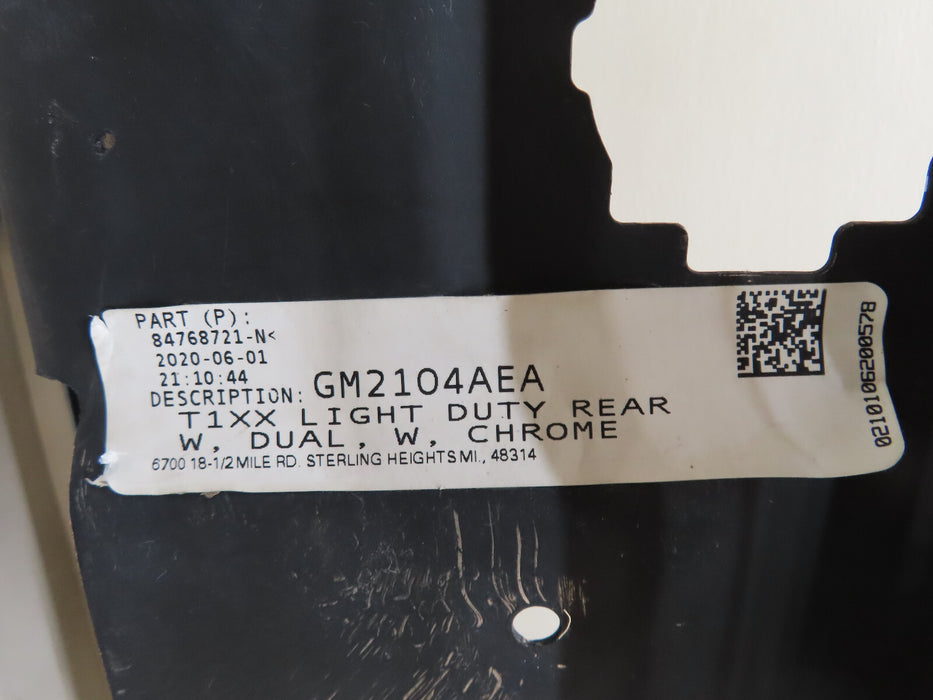 PART (P):
84768721-N<
2020-06-01
21:10:44
DESCRIPTION: GM2104AEA
T1XX LIGHT DUTY REAR
W, DUAL, W, CHROME
6700 18-1/2 MILE RD. STERLING HEIGHTS MI., 48314
0210106200578